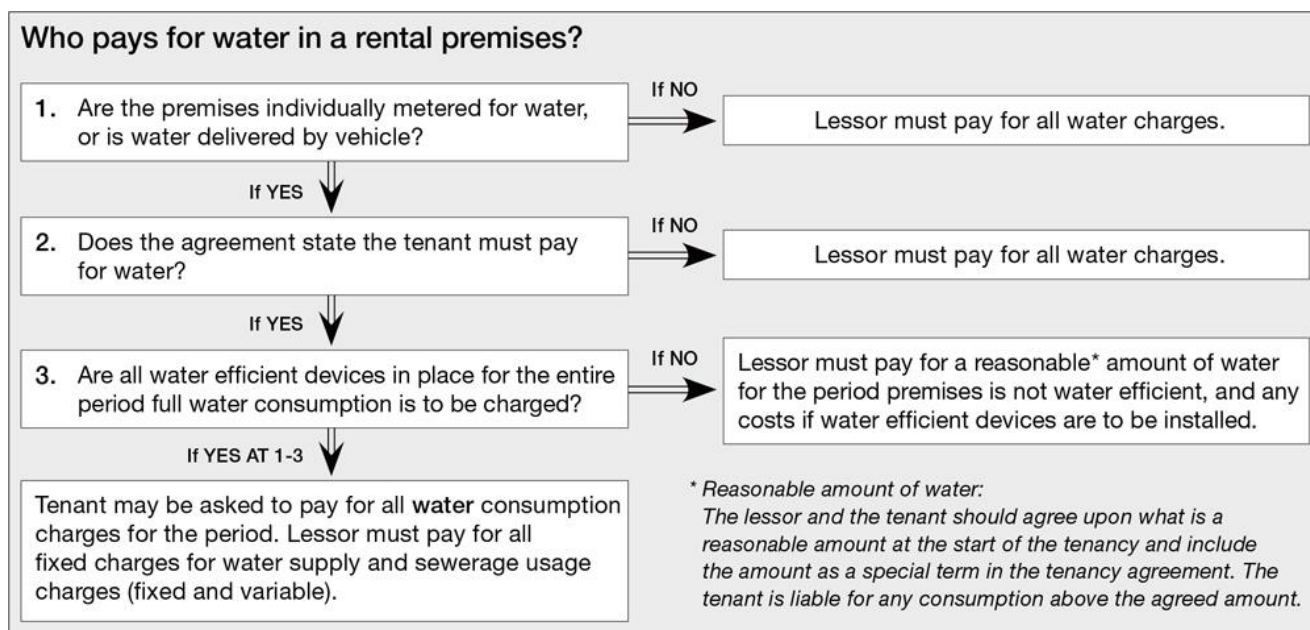 Who pays for water in a rental premises?
1. Are the premises individually metered for water,
or is water delivered by vehicle?
If NO
Lessor must pay for all water charges.
If YES
2. Does the agreement state the tenant must pay
for water?
If NO
Lessor must pay for all water charges.
If YES
3. Are all water efficient devices in place for the entire
period full water consumption is to be charged?
If NO
Lessor must pay for a reasonable* amount of water
for the period premises is not water efficient, and any
costs if water efficient devices are to be installed.
If YES AT 1-3
Tenant may be asked to pay for all water consumption
charges for the period. Lessor must pay for all
fixed charges for water supply and sewerage usage
charges (fixed and variable).
* Reasonable amount of water:
The lessor and the tenant should agree upon what is a
reasonable amount at the start of the tenancy and include
the amount as a special term in the tenancy agreement. The
tenant is liable for any consumption above the agreed amount.